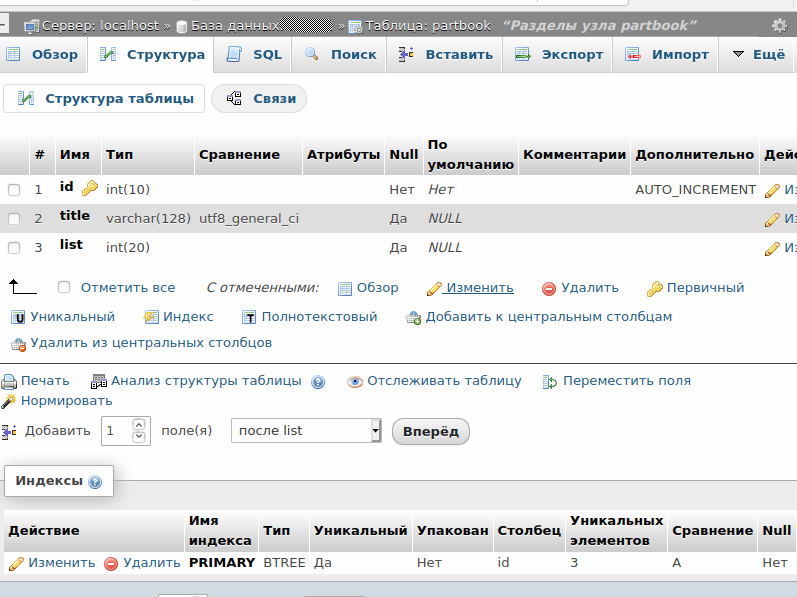 Сервер: localhost » База данных » Таблица: partbook “Разделы узла partbook”
Обзор Структура SQL Поиск Вставить Экспорт Импорт Ещё
Структура таблицы Связи
# Имя Тип Сравнение Атрибуты Null По умолчанию Комментарии Дополнительно Дейс
1 id int(10) Нет Нет AUTO_INCREMENT Из
2 title varchar(128) utf8_general_ci Да NULL Из
3 list int(20) Да NULL Из
Отметить все С отмеченными: Обзор Изменить Удалить Первичный
Уникальный Индекс Полнотекстовый Добавить к центральным столбцам
Удалить из центральных столбцов
Печать Анализ структуры таблицы Отслеживать таблицу Переместить поля
Нормировать
Добавить 1 поле(я) после list Вперёд
Индексы
Действие Имя индекса Тип Уникальный Упакован Столбец Уникальных элементов Сравнение Null
Изменить Удалить PRIMARY BTREE Да Нет id 3 A Нет